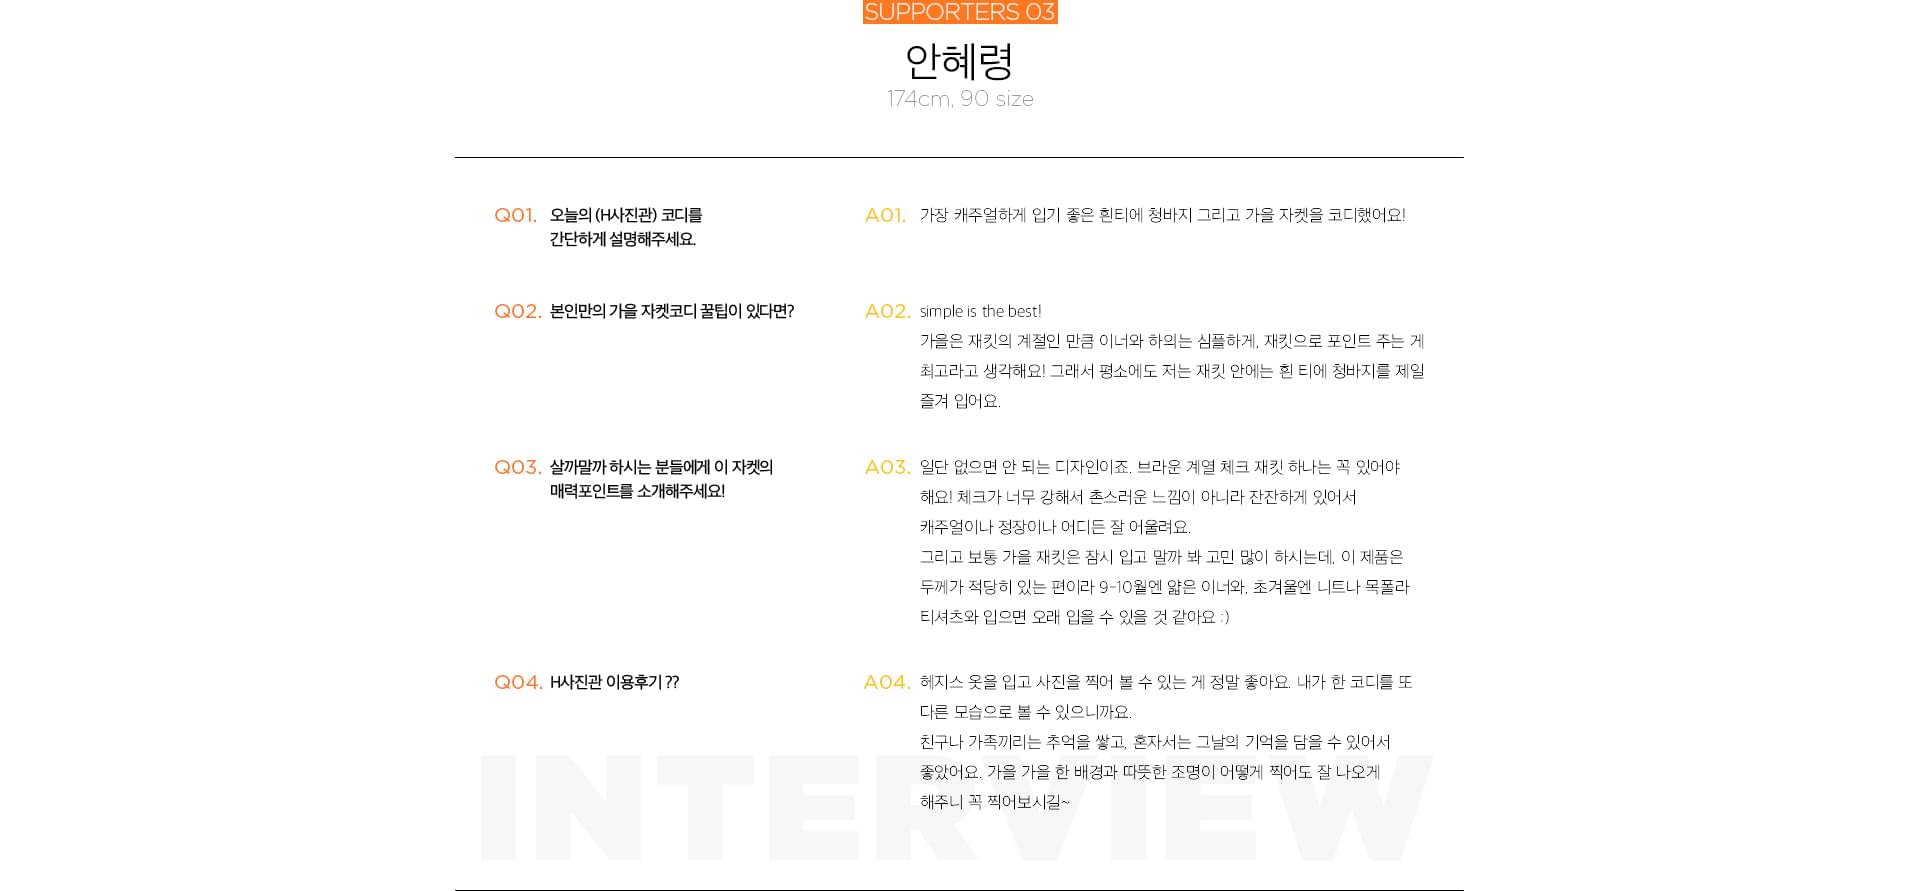 SUPPORTERS 03
안혜령
174cm, 90 size
Q01. 오늘의 (H사진관) 코디를
간단하게 설명해주세요.
A01. 가장 캐주얼하게 입기 좋은 흰티에 청바지 그리고 가을 자켓을 코디했어요!
Q02. 본인만의 가을 자켓코디 꿀팁이 있다면?
A02. simple is the best!
가을은 재킷의 계절인 만큼 이너와 하의는 심플하게, 재킷으로 포인트 주는 게
최고라고 생각해요! 그래서 평소에도 저는 재킷 안에는 흰 티에 청바지를 제일
즐겨 입어요.
Q03. 살까말까 하시는 분들에게 이 자켓의
매력포인트를 소개해주세요!
A03. 일단 없으면 안 되는 디자인이죠. 브라운 계열 체크 재킷 하나는 꼭 있어야
해요! 체크가 너무 강해서 촌스러운 느낌이 아니라 잔잔하게 있어서
캐주얼이나 정장이나 어디든 잘 어울려요.
그리고 보통 가을 재킷은 잠시 입고 말까 봐 고민 많이 하시는데, 이 제품은
두께가 적당히 있는 편이라 9-10월엔 얇은 이너와, 초겨울엔 니트나 목폴라
티셔츠와 입으면 오래 입을 수 있을 것 같아요 :)
Q04. H사진관 이용후기 ??
A04. 헤지스 옷을 입고 사진을 찍어 볼 수 있는 게 정말 좋아요. 내가 한 코디를 또
다른 모습으로 볼 수 있으니까요.
친구나 가족끼리는 추억을 쌓고, 혼자서는 그날의 기억을 담을 수 있어서
좋았어요. 가을 가을 한 배경과 따뜻한 조명이 어떻게 찍어도 잘 나오게
해주니 꼭 찍어보시길~
INTERVIEW